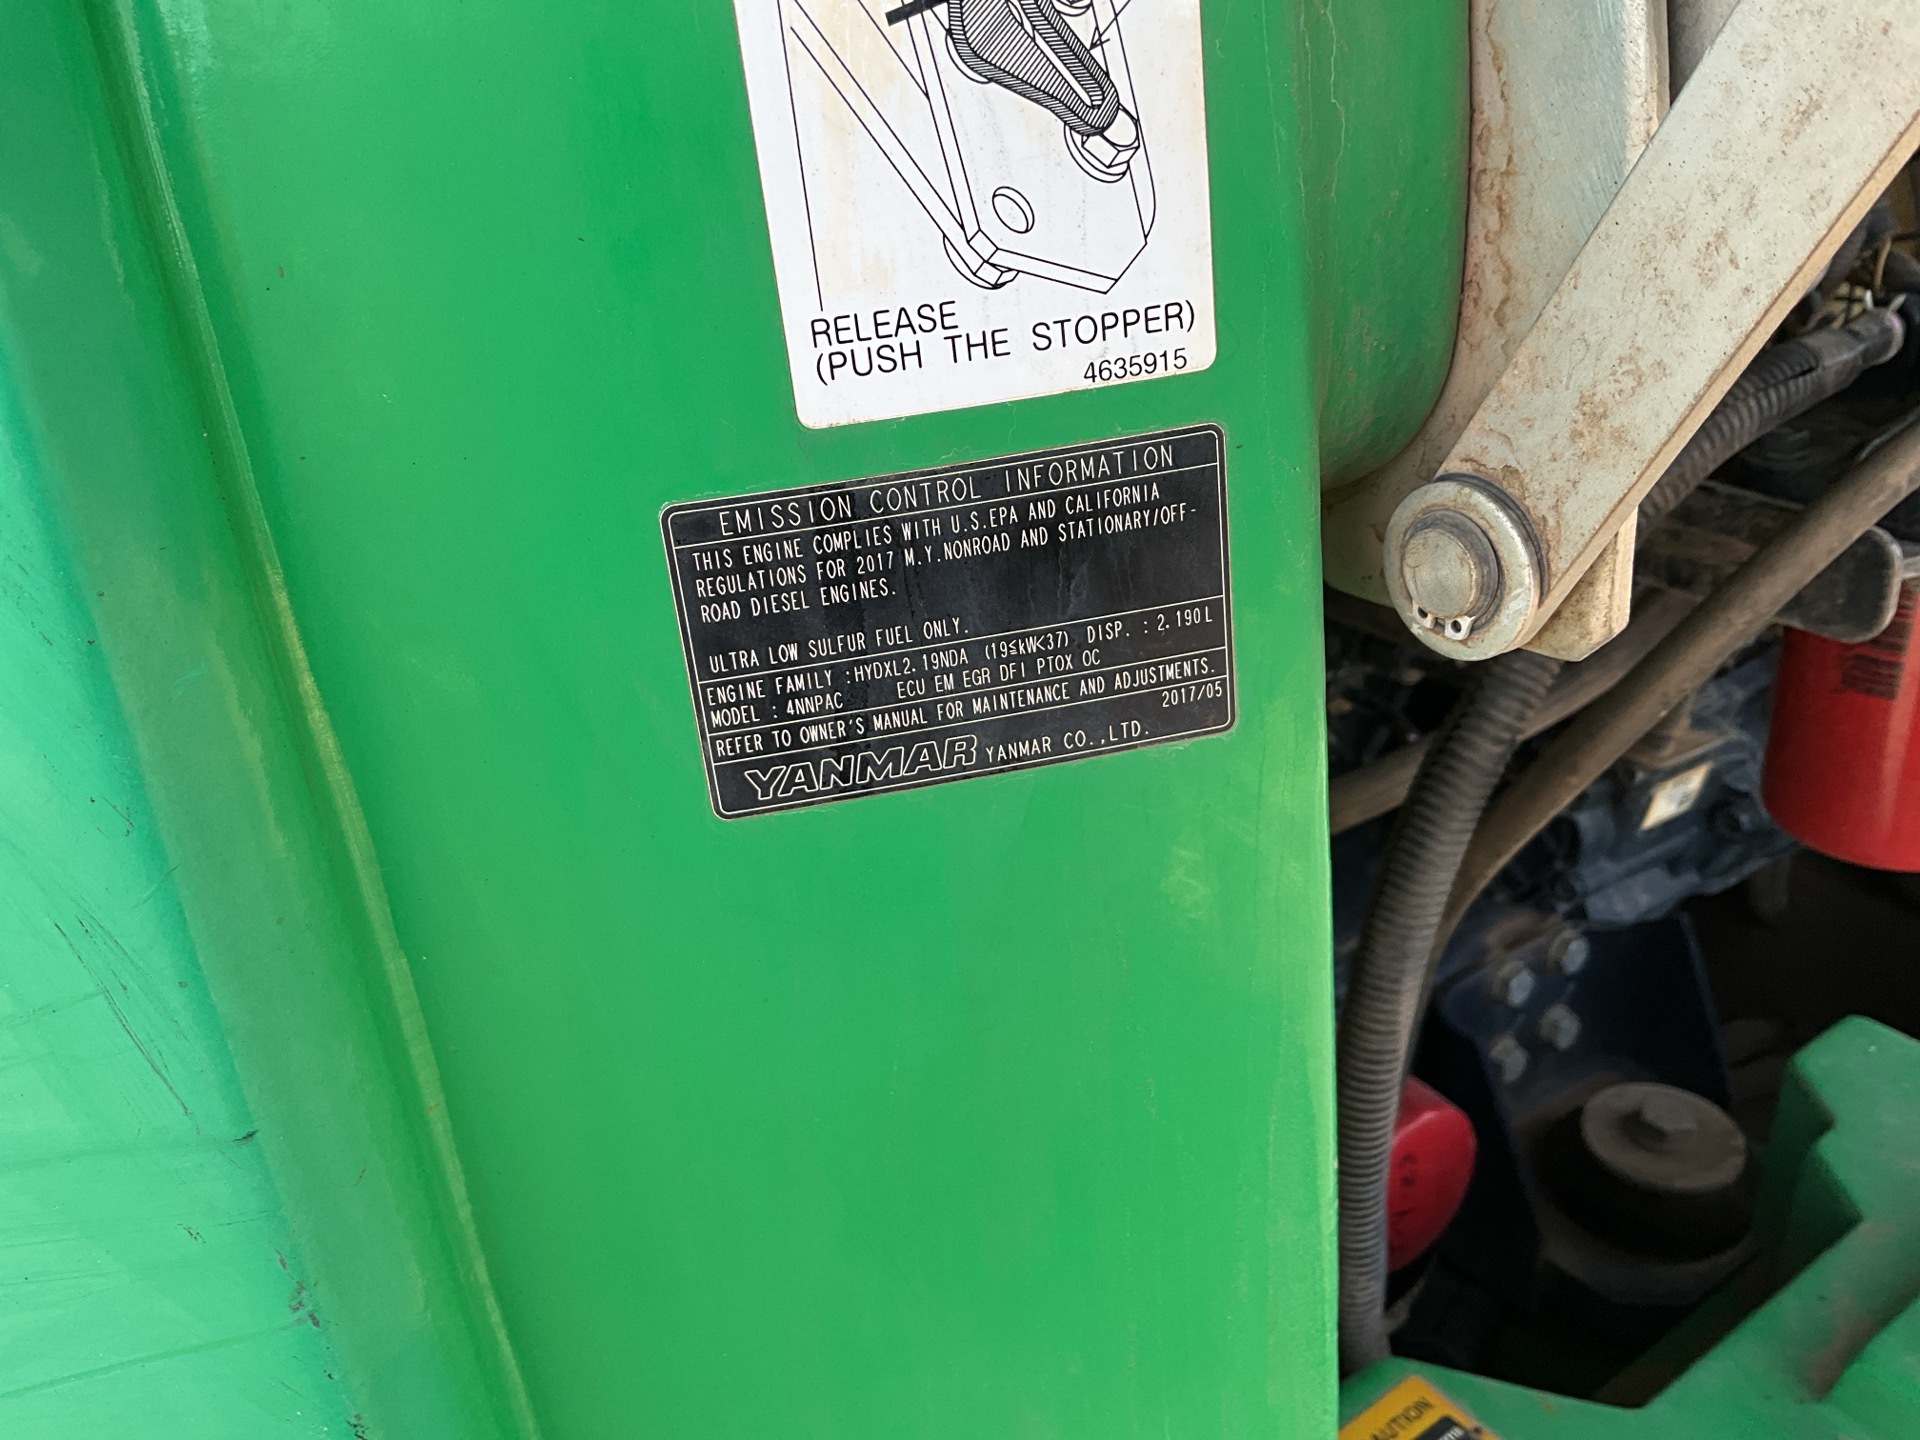 RELEASE
(PUSH THE STOPPER)
4635915
EMISSION CONTROL INFORMATION
THIS ENGINE COMPLIES WITH U.S.EPA AND CALIFORNIA
REGULATIONS FOR 2017 M.Y.NONROAD AND STATIONARY/OFF-
ROAD DIESEL ENGINES.
ULTRA LOW SULFUR FUEL ONLY.
ENGINE FAMILY :HYDXL2.19NDA (19≦kW<37) DISP. : 2.190L
MODEL : 4NNPAC ECU EM EGR DFI PTOX OC
REFER TO OWNER'S MANUAL FOR MAINTENANCE AND ADJUSTMENTS.
2017/05
YANMAR YANMAR CO.,LTD.
CAUTION